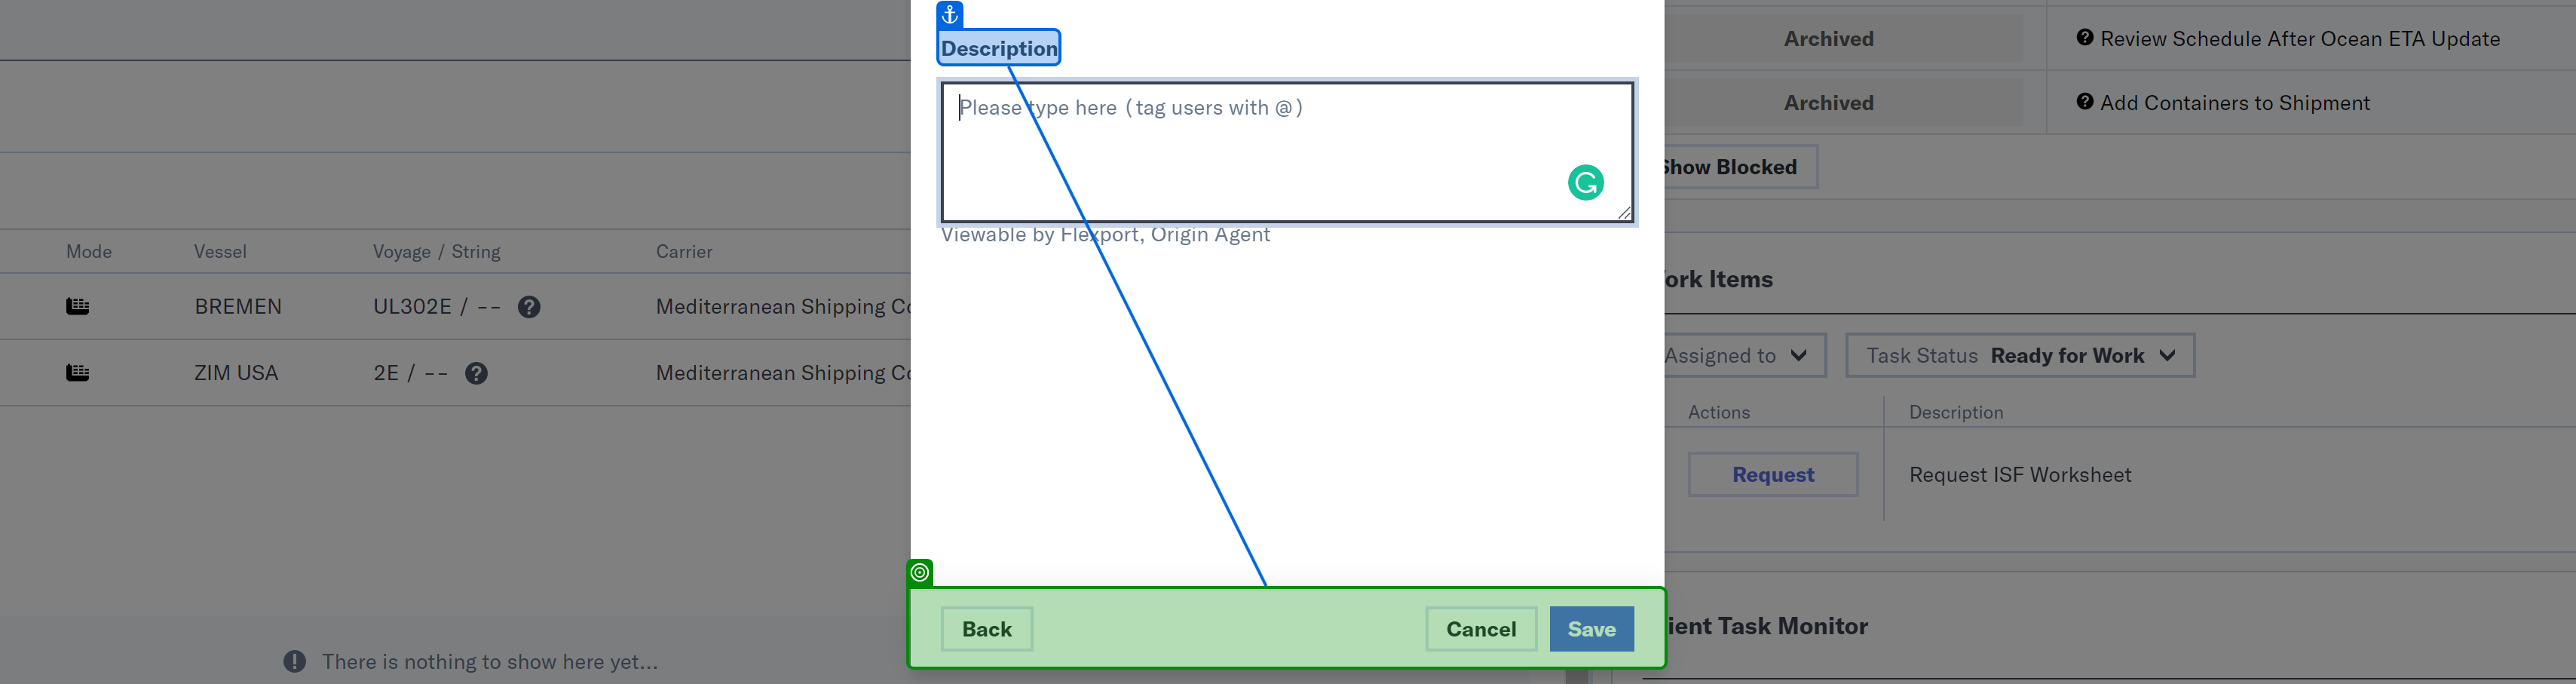 Description
Please type here (tag users with @)
Viewable by Flexport, Origin Agent
Back
Cancel
Save
Mode
Vessel
Voyage / String
Carrier
BREMEN
UL302E / --
Mediterranean Shipping Co
ZIM USA
2E / --
Mediterranean Shipping Co
There is nothing to show here yet...
Archived
Review Schedule After Ocean ETA Update
Archived
Add Containers to Shipment
Show Blocked
ork Items
Assigned to
Task Status Ready for Work
Actions
Description
Request
Request ISF Worksheet
ient Task Monitor